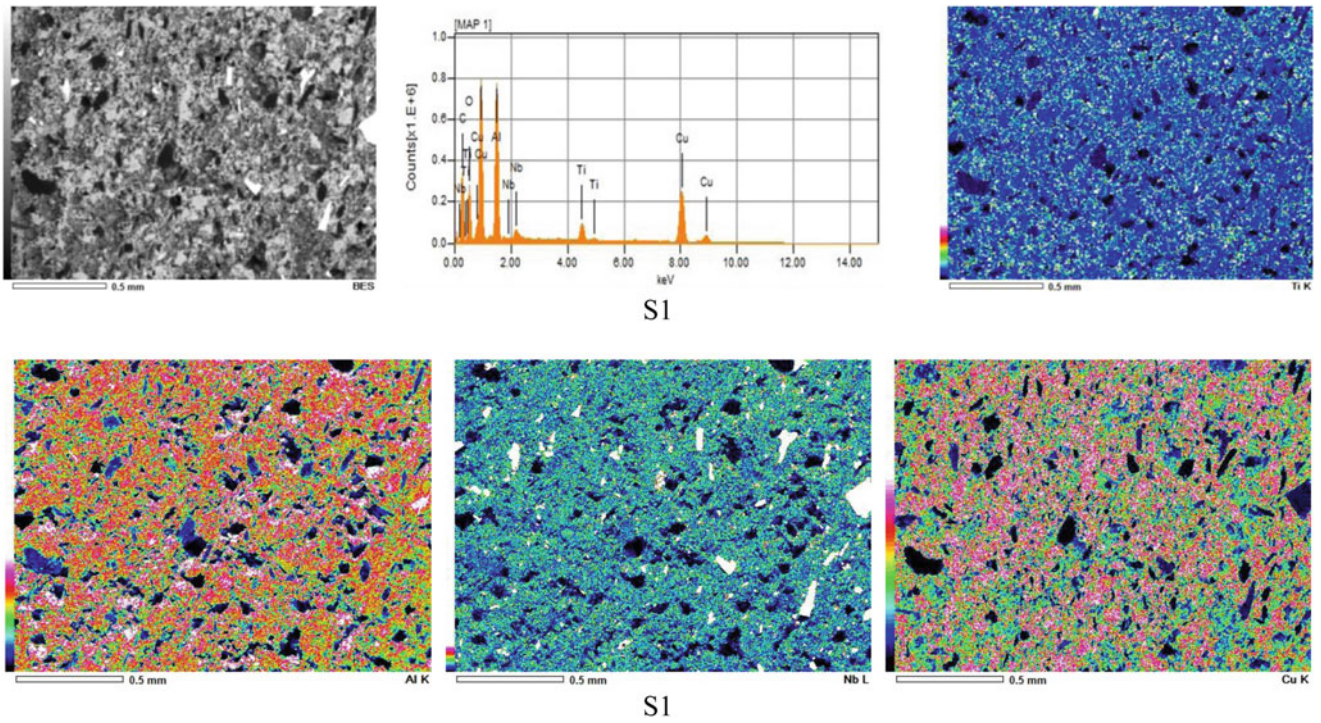 [MAP 1]
Counts[x1.E+6]
1.0
0.8
0.6
0.4
0.2
0.0
O
C
Ti
Ti
Nb
Cu
Cu
Al
Nb
Nb
Ti
Ti
Cu
Cu
0.00 2.00 4.00 6.00 8.00 10.00 12.00 14.00
keV
0.5 mm BES
0.5 mm Ti K
S1
0.5 mm Al K
0.5 mm Nb L
0.5 mm Cu K
S1